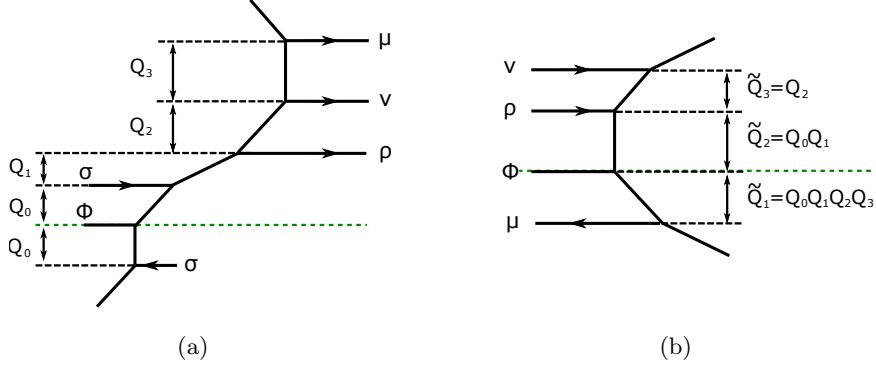 μ
Q₃
ν
Q₂
ρ
Q₁
σ
Q₀
Φ
Q₀
σ
(a)
ν
Q̃₃=Q₂
ρ
Q̃₂=Q₀Q₁
Φ
Q̃₁=Q₀Q₁Q₂Q₃
μ
(b)